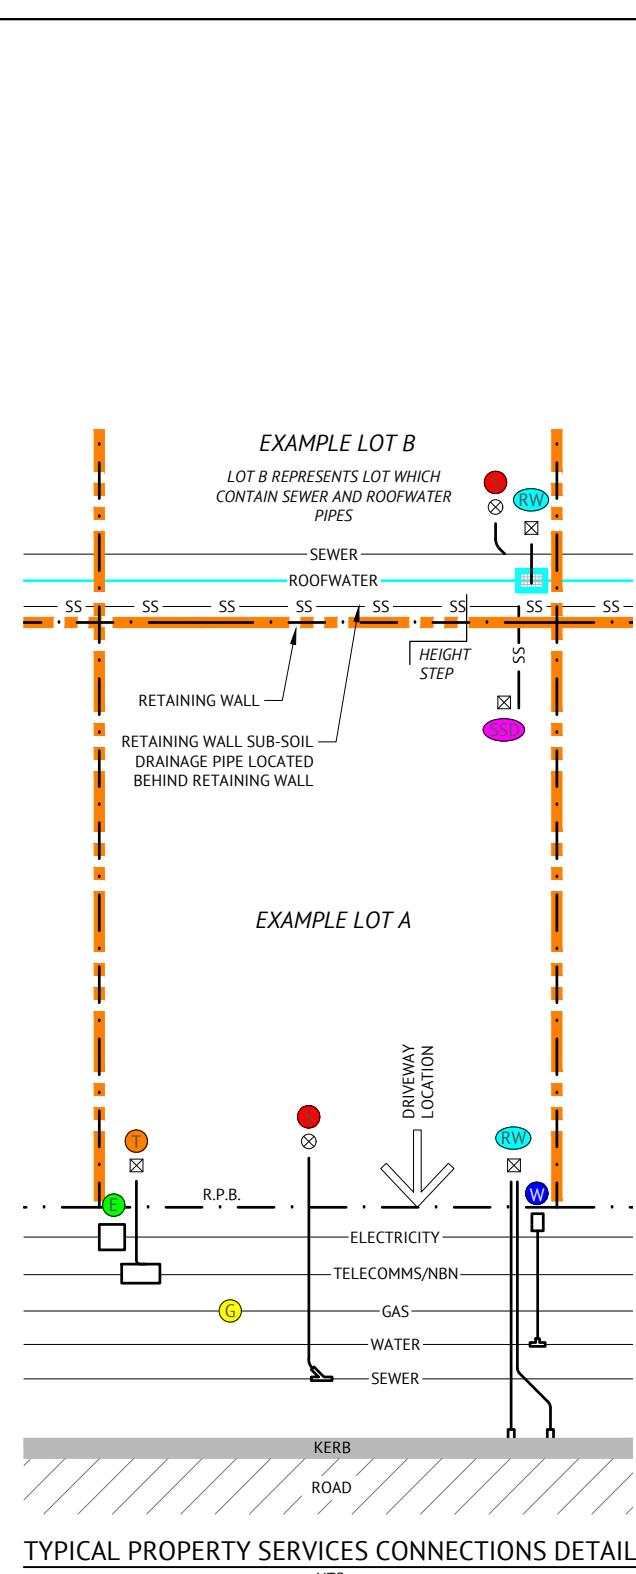 EXAMPLE LOT B
LOT B REPRESENTS LOT WHICH
CONTAIN SEWER AND ROOFWATER
PIPES
S
RW
SEWER
ROOFWATER
SS SS SS SS SS SS SS SS
HEIGHT
STEP
SS
RETAINING WALL
SSD
RETAINING WALL SUB-SOIL
DRAINAGE PIPE LOCATED
BEHIND RETAINING WALL
EXAMPLE LOT A
DRIVEWAY
LOCATION
S
T
RW
E
R.P.B.
W
ELECTRICITY
TELECOMMS/NBN
G
GAS
WATER
SEWER
KERB
ROAD
TYPICAL PROPERTY SERVICES CONNECTIONS DETAIL